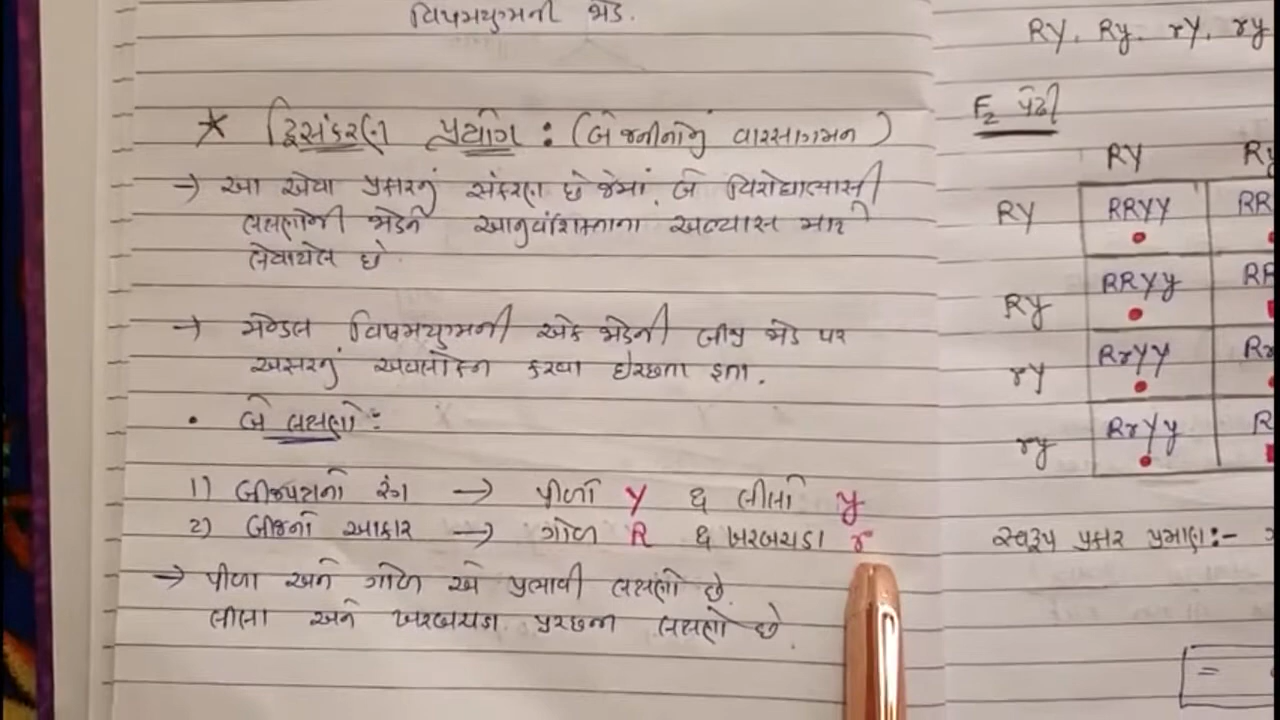 વિષમયુગ્મની ભેદ.
★ દ્વિસંકરણ પ્રયોગ : (બે જનીનોનું વારસાગમન)
→ આ એવા પ્રકારનું સંકરણ છે જેમાં બે વિરોધાભાસી
લક્ષણોની જોડીને આનુવંશિકતાના અભ્યાસ માટે
લેવાયેલ છે.
→ મેન્ડલ વિષમયુગ્મની એક જોડની બીજી જોડ પર
અસરનું અવલોકન કરવા ઇચ્છતા હતા.
• બે લક્ષણો:
1) બીજપત્રનો રંગ → પીળો Y & લીલો y
2) બીજનો આકાર → ગોળ R & ખરબચડા r
→ પીળા અને ગોળ એ પ્રભાવી લક્ષણો છે.
લીલા અને ખરબચડા પ્રચ્છન્ન લક્ષણો છે.
RY, Ry, rY, ry
F₂ પેઢી
RY
RY RRYY RR
Ry RRYy RR
rY RrYY Rr
ry RrYy R
સ્વરૂપ પ્રકાર પ્રમાણ:-
=